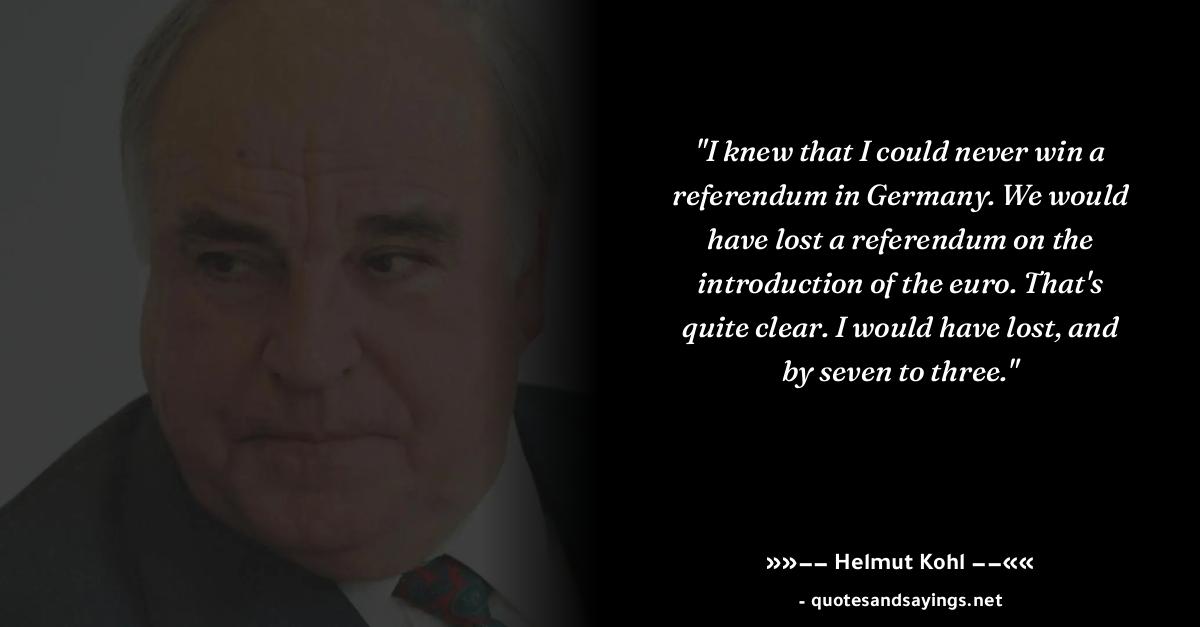 "I knew that I could never win a
referendum in Germany. We would
have lost a referendum on the
introduction of the euro. That's
quite clear. I would have lost, and
by seven to three."
»»−− Helmut Kohl −−««
- quotesandsayings.net